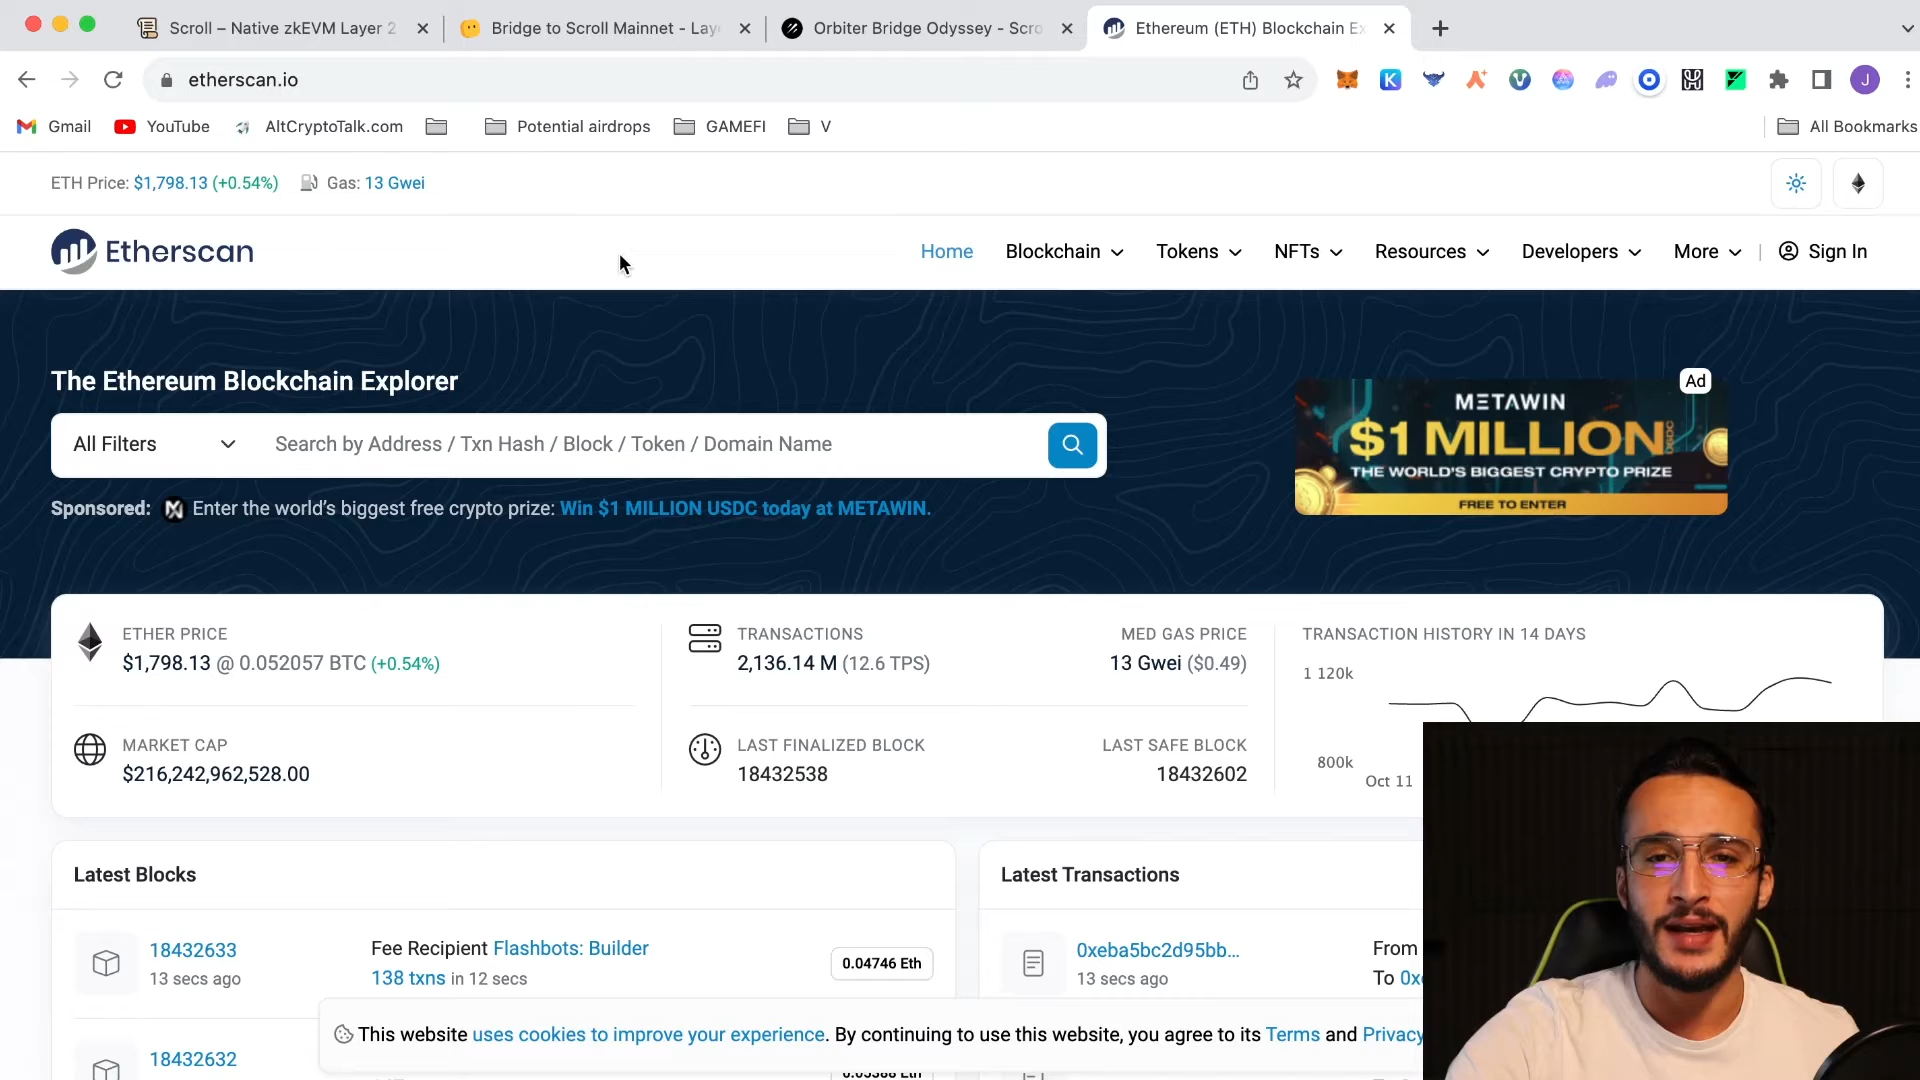 Scroll – Native zkEVM Layer 2
Bridge to Scroll Mainnet - Lay
Orbiter Bridge Odyssey - Scro
Ethereum (ETH) Blockchain Ex
etherscan.io
J
Gmail
YouTube
AltCryptoTalk.com
Potential airdrops
GAMEFI
V
All Bookmarks
ETH Price: $1,798.13 (+0.54%)
Gas: 13 Gwei
Etherscan
Home
Blockchain
Tokens
NFTs
Resources
Developers
More
Sign In
The Ethereum Blockchain Explorer
All Filters
Search by Address / Txn Hash / Block / Token / Domain Name
Sponsored: Enter the world's biggest free crypto prize: Win $1 MILLION USDC today at METAWIN.
Ad
METAWIN
$1 MILLION USDC
THE WORLD'S BIGGEST CRYPTO PRIZE
FREE TO ENTER
ETHER PRICE
$1,798.13 @ 0.052057 BTC (+0.54%)
MARKET CAP
$216,242,962,528.00
TRANSACTIONS
2,136.14 M (12.6 TPS)
MED GAS PRICE
13 Gwei ($0.49)
LAST FINALIZED BLOCK
18432538
LAST SAFE BLOCK
18432602
TRANSACTION HISTORY IN 14 DAYS
1 120k
800k
Oct 11
Latest Blocks
18432633
13 secs ago
Fee Recipient Flashbots: Builder
138 txns in 12 secs
0.04746 Eth
18432632
Latest Transactions
0xeba5bc2d95bb...
13 secs ago
From
To 0x
This website uses cookies to improve your experience. By continuing to use this website, you agree to its Terms and Privacy